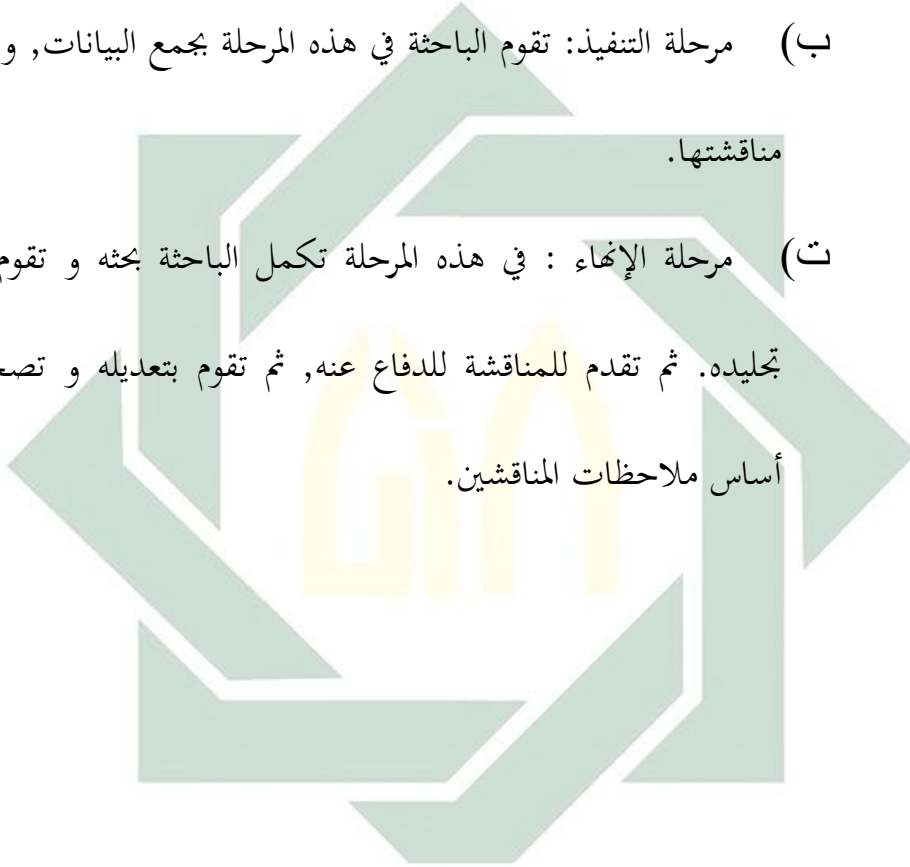 ب) مرحلة التنفيذ: تقوم الباحثة في هذه المرحلة بجمع البيانات, و
مناقشتها.
ت) مرحلة الإنهاء : في هذه المرحلة تكمل الباحثة بحثه و تقوم
تجليده. ثم تقدم للمناقشة للدفاع عنه, ثم تقوم بتعديله و
أساس ملاحظات المناقشين.